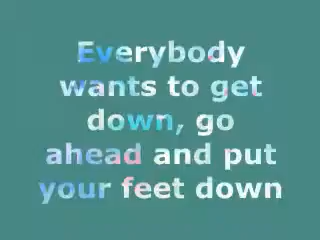 Everybody
wants to get
down, go
ahead and put
your feet down